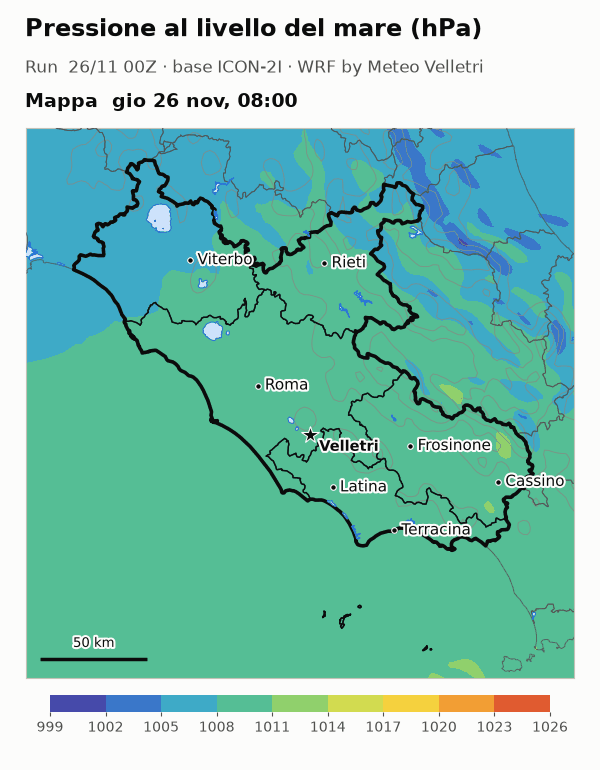 Pressione al livello del mare (hPa)
Run  26/11 00Z · base ICON-2I · WRF by Meteo Velletri
Mappa  gio 26 nov, 08:00
Viterbo
Rieti
Roma
Velletri
Frosinone
Latina
Cassino
Terracina
50 km
999 1002 1005 1008 1011 1014 1017 1020 1023 1026